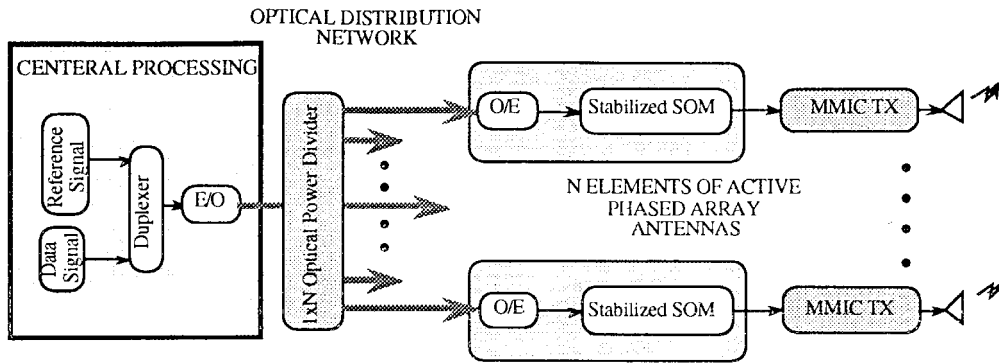 OPTICAL DISTRIBUTION
NETWORK
CENTERAL PROCESSING
Reference
Signal
Data
Signal
Duplexer
E/O
1xN Optical Power Divider
O/E
Stabilized SOM
MMIC TX
N ELEMENTS OF ACTIVE
PHASED ARRAY
ANTENNAS
O/E
Stabilized SOM
MMIC TX